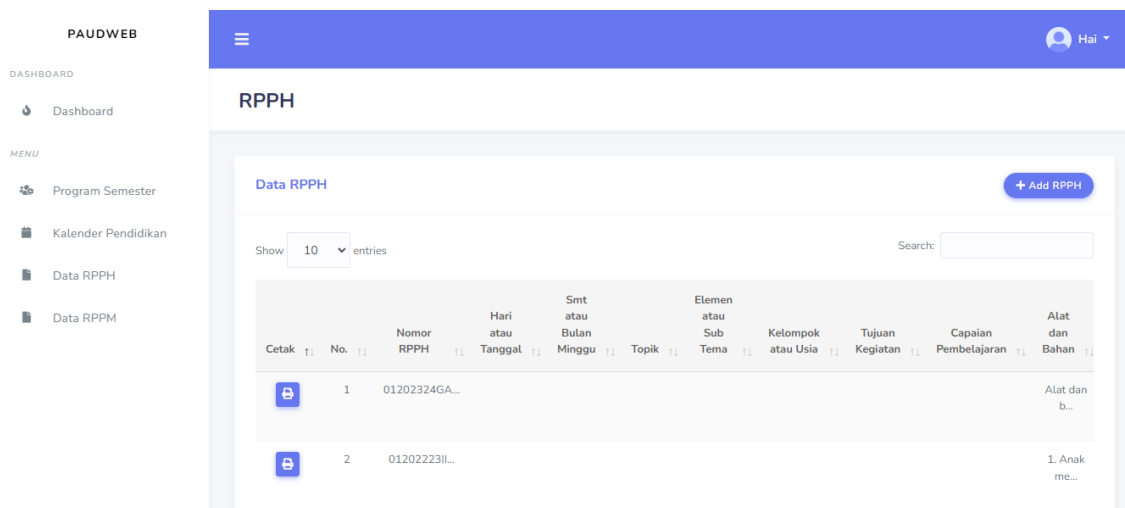 PAUDWEB
Hai
DASHBOARD
Dashboard
MENU
Program Semester
Kalender Pendidikan
Data RPPH
Data RPPM
RPPH
Data RPPH
+ Add RPPH
Show 10 entries
Search:
Cetak
No.
Nomor
RPPH
Hari
atau
Tanggal
Smt
atau
Bulan
Minggu
Topik
Elemen
atau
Sub
Tema
Kelompok
atau Usia
Tujuan
Kegiatan
Capaian
Pembelajaran
Alat
dan
Bahan
1 01202324GA... Alat dan
b...
2 01202223II... 1. Anak
me...